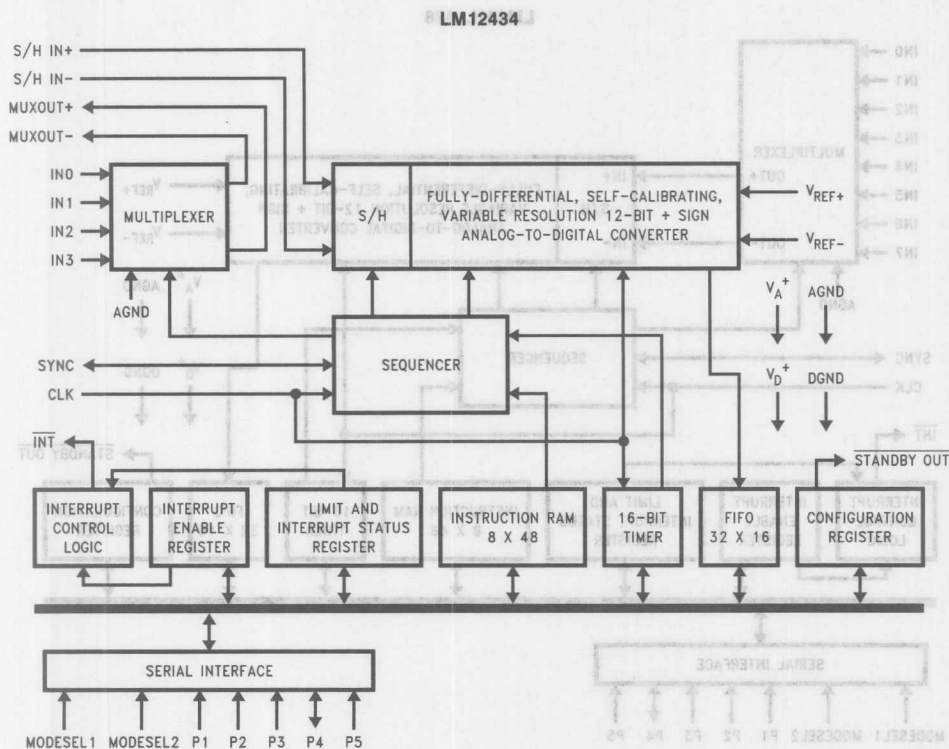 LM12434
S/H IN+
S/H IN-
MUXOUT+
MUXOUT-
IN0
IN1
IN2
IN3
MULTIPLEXER
AGND
S/H
FULLY-DIFFERENTIAL, SELF-CALIBRATING,
VARIABLE RESOLUTION 12-BIT + SIGN
ANALOG-TO-DIGITAL CONVERTER
VREF+
VREF-
VA+
AGND
VD+
DGND
SEQUENCER
SYNC
CLK
INT
STANDBY OUT
INTERRUPT
CONTROL
LOGIC
INTERRUPT
ENABLE
REGISTER
LIMIT AND
INTERRUPT STATUS
REGISTER
INSTRUCTION RAM
8 X 48
16-BIT
TIMER
FIFO
32 X 16
CONFIGURATION
REGISTER
SERIAL INTERFACE
MODESEL1 MODESEL2 P1 P2 P3 P4 P5